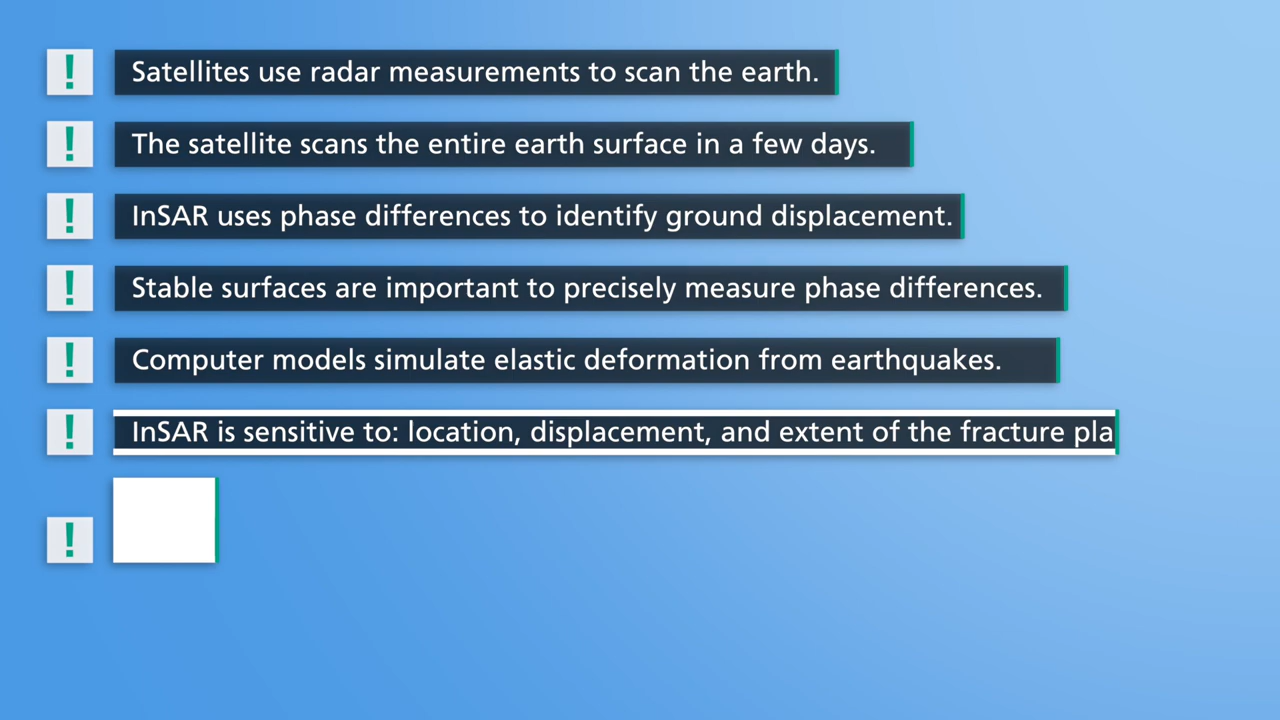 ! Satellites use radar measurements to scan the earth.
! The satellite scans the entire earth surface in a few days.
! InSAR uses phase differences to identify ground displacement.
! Stable surfaces are important to precisely measure phase differences.
! Computer models simulate elastic deformation from earthquakes.
! InSAR is sensitive to: location, displacement, and extent of the fracture pla
!